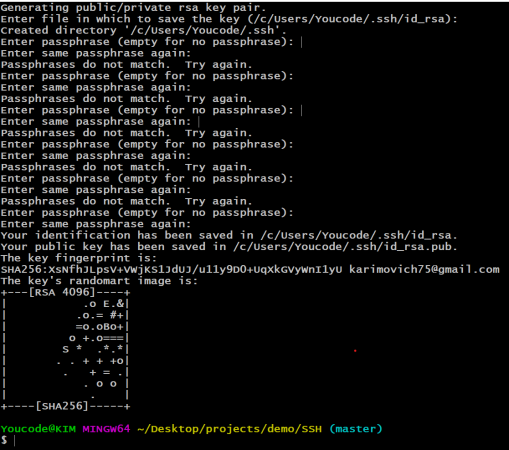 Generating public/private rsa key pair.
Enter file in which to save the key (/c/Users/Youcode/.ssh/id_rsa):
Created directory '/c/Users/Youcode/.ssh'.
Enter passphrase (empty for no passphrase):
Enter same passphrase again:
Passphrases do not match.  Try again.
Enter passphrase (empty for no passphrase):
Enter same passphrase again:
Passphrases do not match.  Try again.
Enter passphrase (empty for no passphrase):
Enter same passphrase again:
Passphrases do not match.  Try again.
Enter passphrase (empty for no passphrase):
Enter same passphrase again:
Passphrases do not match.  Try again.
Enter passphrase (empty for no passphrase):
Enter same passphrase again:
Passphrases do not match.  Try again.
Enter passphrase (empty for no passphrase):
Enter same passphrase again:
Your identification has been saved in /c/Users/Youcode/.ssh/id_rsa.
Your public key has been saved in /c/Users/Youcode/.ssh/id_rsa.pub.
The key fingerprint is:
SHA256:XsNfhJLpsV+VWjKS1JdUJ/u11y9D0+UqXkGVyWnI1yU karimovich75@gmail.com
The key's randomart image is:
+---[RSA 4096]----+
|           .o E.&|
|          .o.= #+|
|          =o.oBo+|
|         o +.o===|
|        S *  .*.*|
|       . . + + +o|
|        .   + = .|
|           . o o |
|            .    |
+----[SHA256]-----+
Youcode@KIM MINGW64 ~/Desktop/projects/demo/SSH (master)
$